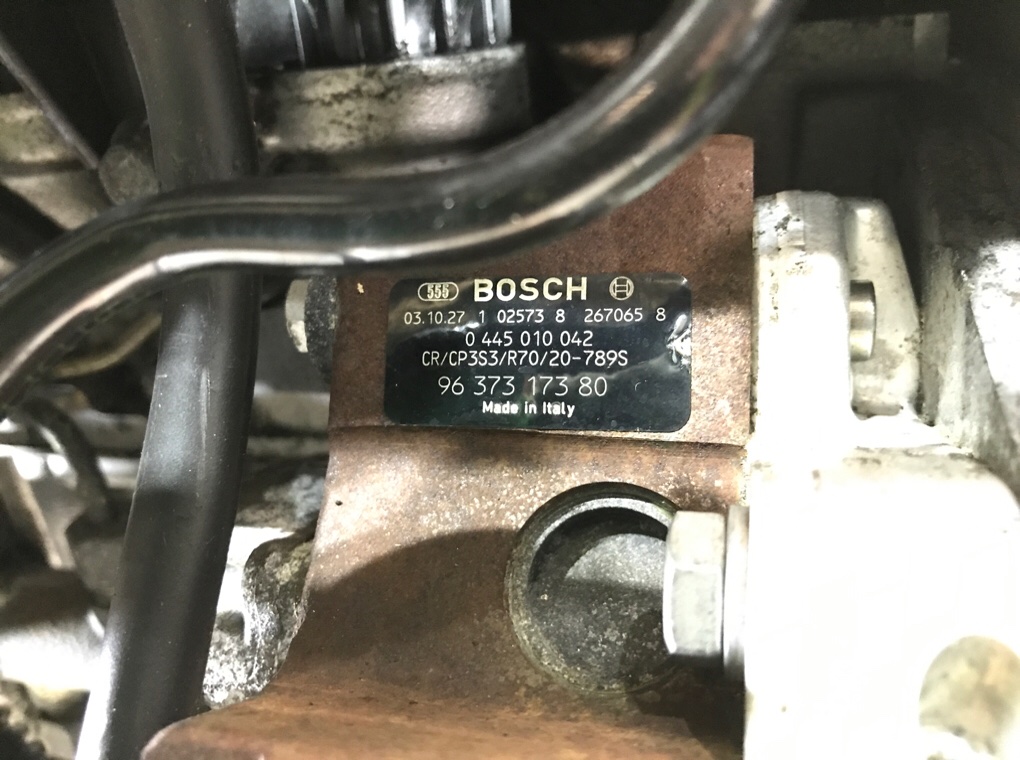 555 BOSCH
03.10.27 1 02573 8 267065 8
0 445 010 042
CR/CP3S3/R70/20-789S
96 373 173 80
Made in Italy